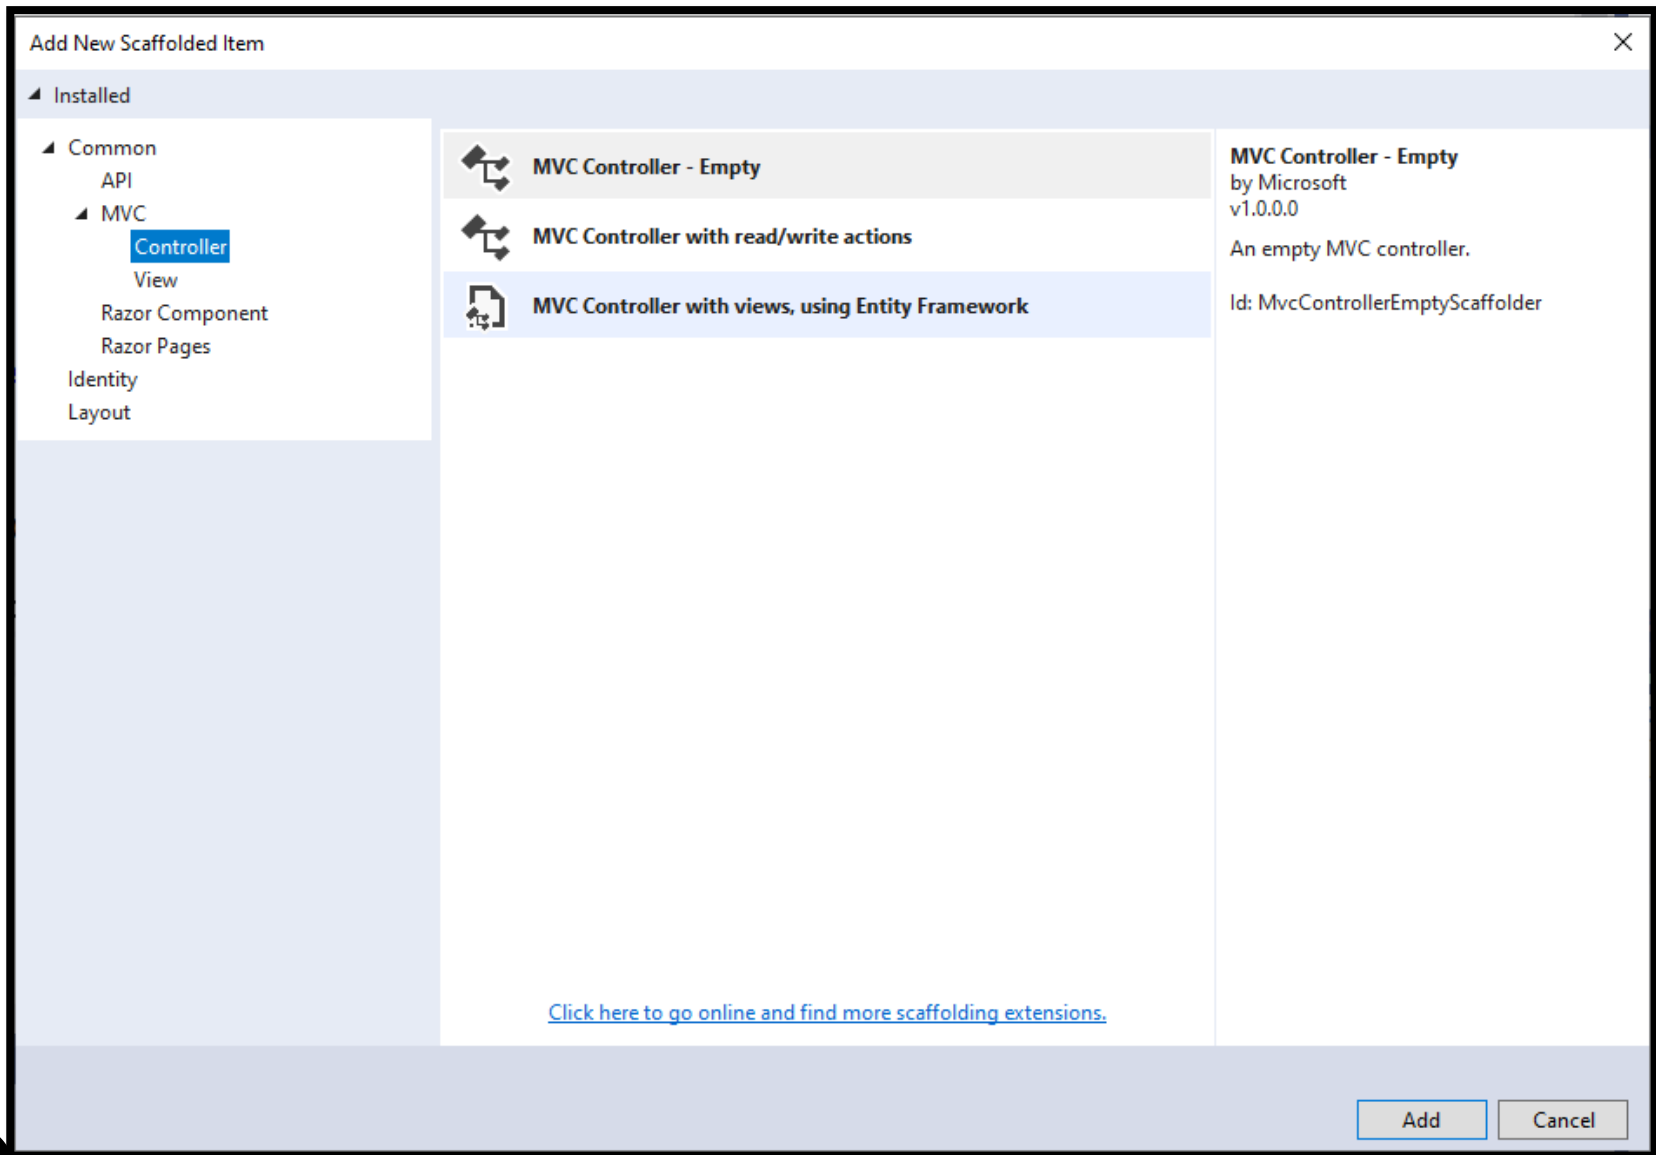 Add New Scaffolded Item
Installed
Common
API
MVC
Controller
View
Razor Component
Razor Pages
Identity
Layout
MVC Controller - Empty
MVC Controller with read/write actions
MVC Controller with views, using Entity Framework
Click here to go online and find more scaffolding extensions.
MVC Controller - Empty
by Microsoft
v1.0.0.0
An empty MVC controller.
Id: MvcControllerEmptyScaffolder
Add
Cancel